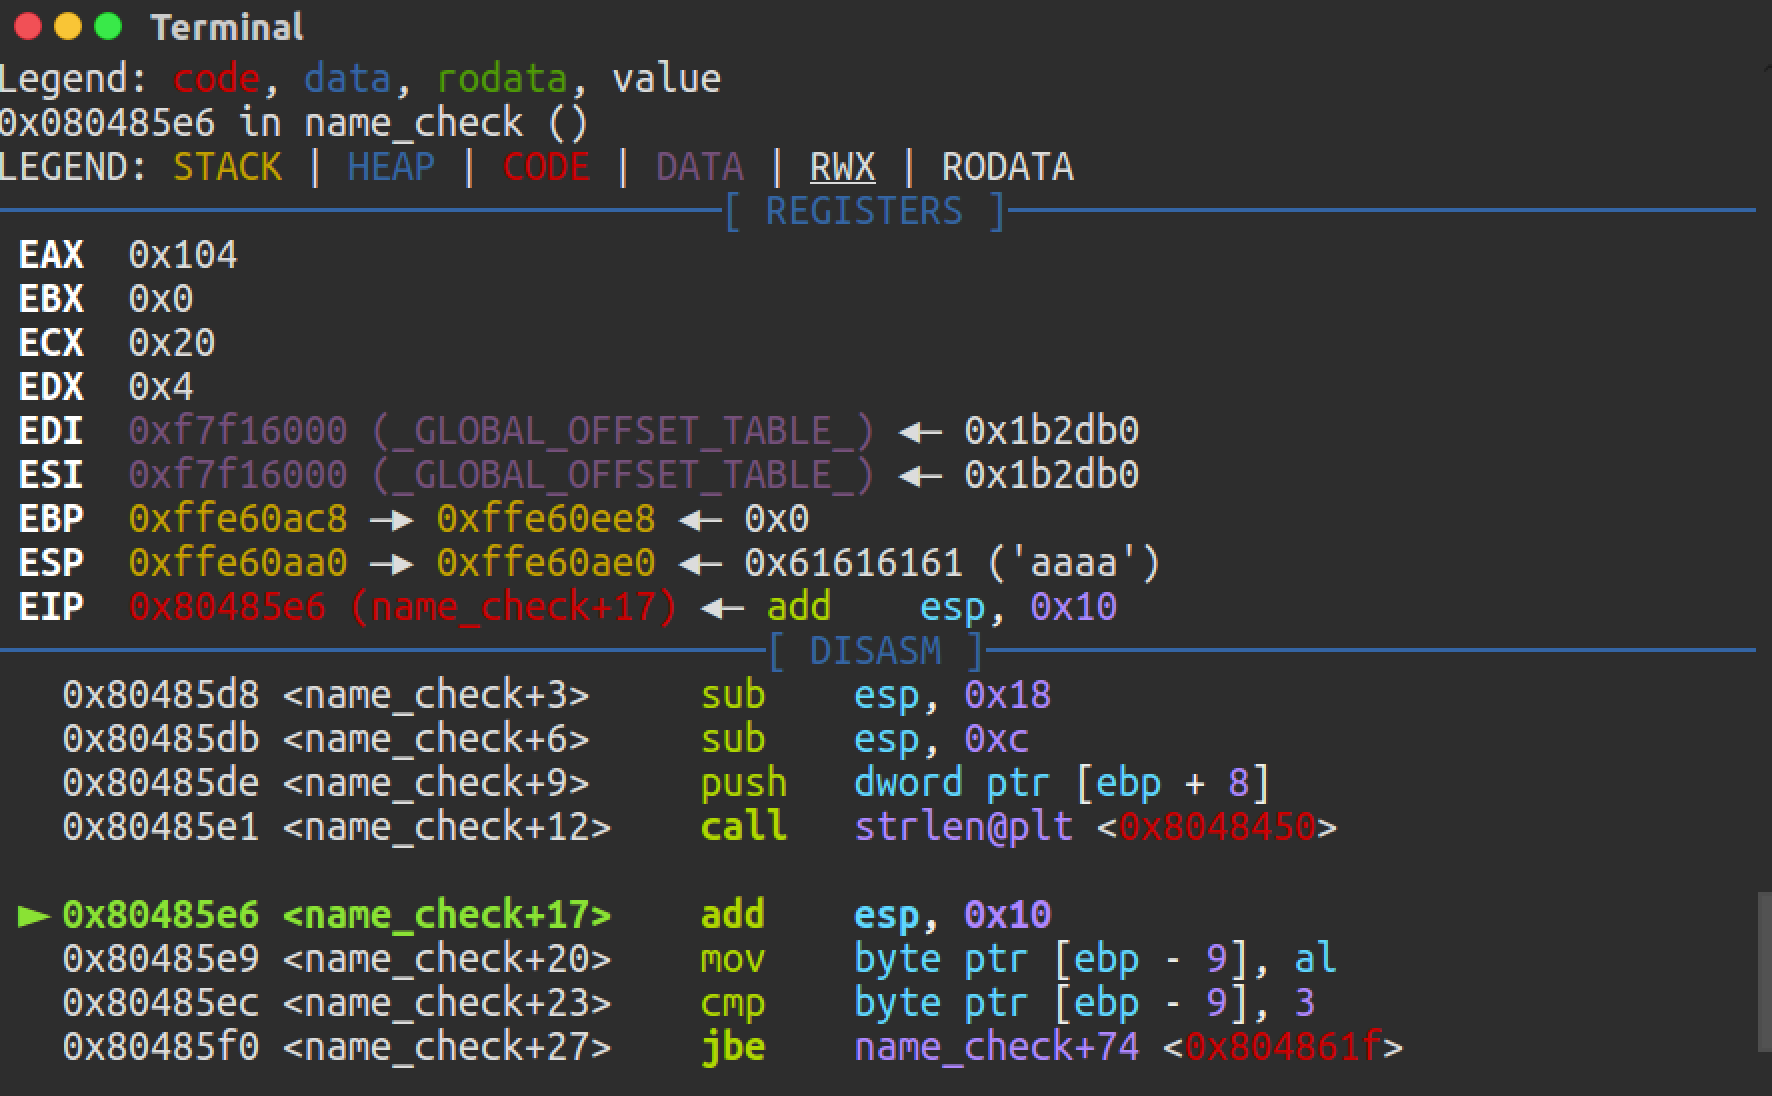 Terminal
Legend: code, data, rodata, value
0x080485e6 in name_check ()
LEGEND: STACK | HEAP | CODE | DATA | RWX | RODATA
[ REGISTERS ]
EAX 0x104
EBX 0x0
ECX 0x20
EDX 0x4
EDI 0xf7f16000 (_GLOBAL_OFFSET_TABLE_) ◂— 0x1b2db0
ESI 0xf7f16000 (_GLOBAL_OFFSET_TABLE_) ◂— 0x1b2db0
EBP 0xffe60ac8 —▸ 0xffe60ee8 ◂— 0x0
ESP 0xffe60aa0 —▸ 0xffe60ae0 ◂— 0x61616161 ('aaaa')
EIP 0x80485e6 (name_check+17) ◂— add esp, 0x10
[ DISASM ]
0x80485d8 <name_check+3> sub esp, 0x18
0x80485db <name_check+6> sub esp, 0xc
0x80485de <name_check+9> push dword ptr [ebp + 8]
0x80485e1 <name_check+12> call strlen@plt <0x8048450>
► 0x80485e6 <name_check+17> add esp, 0x10
0x80485e9 <name_check+20> mov byte ptr [ebp - 9], al
0x80485ec <name_check+23> cmp byte ptr [ebp - 9], 3
0x80485f0 <name_check+27> jbe name_check+74 <0x804861f>